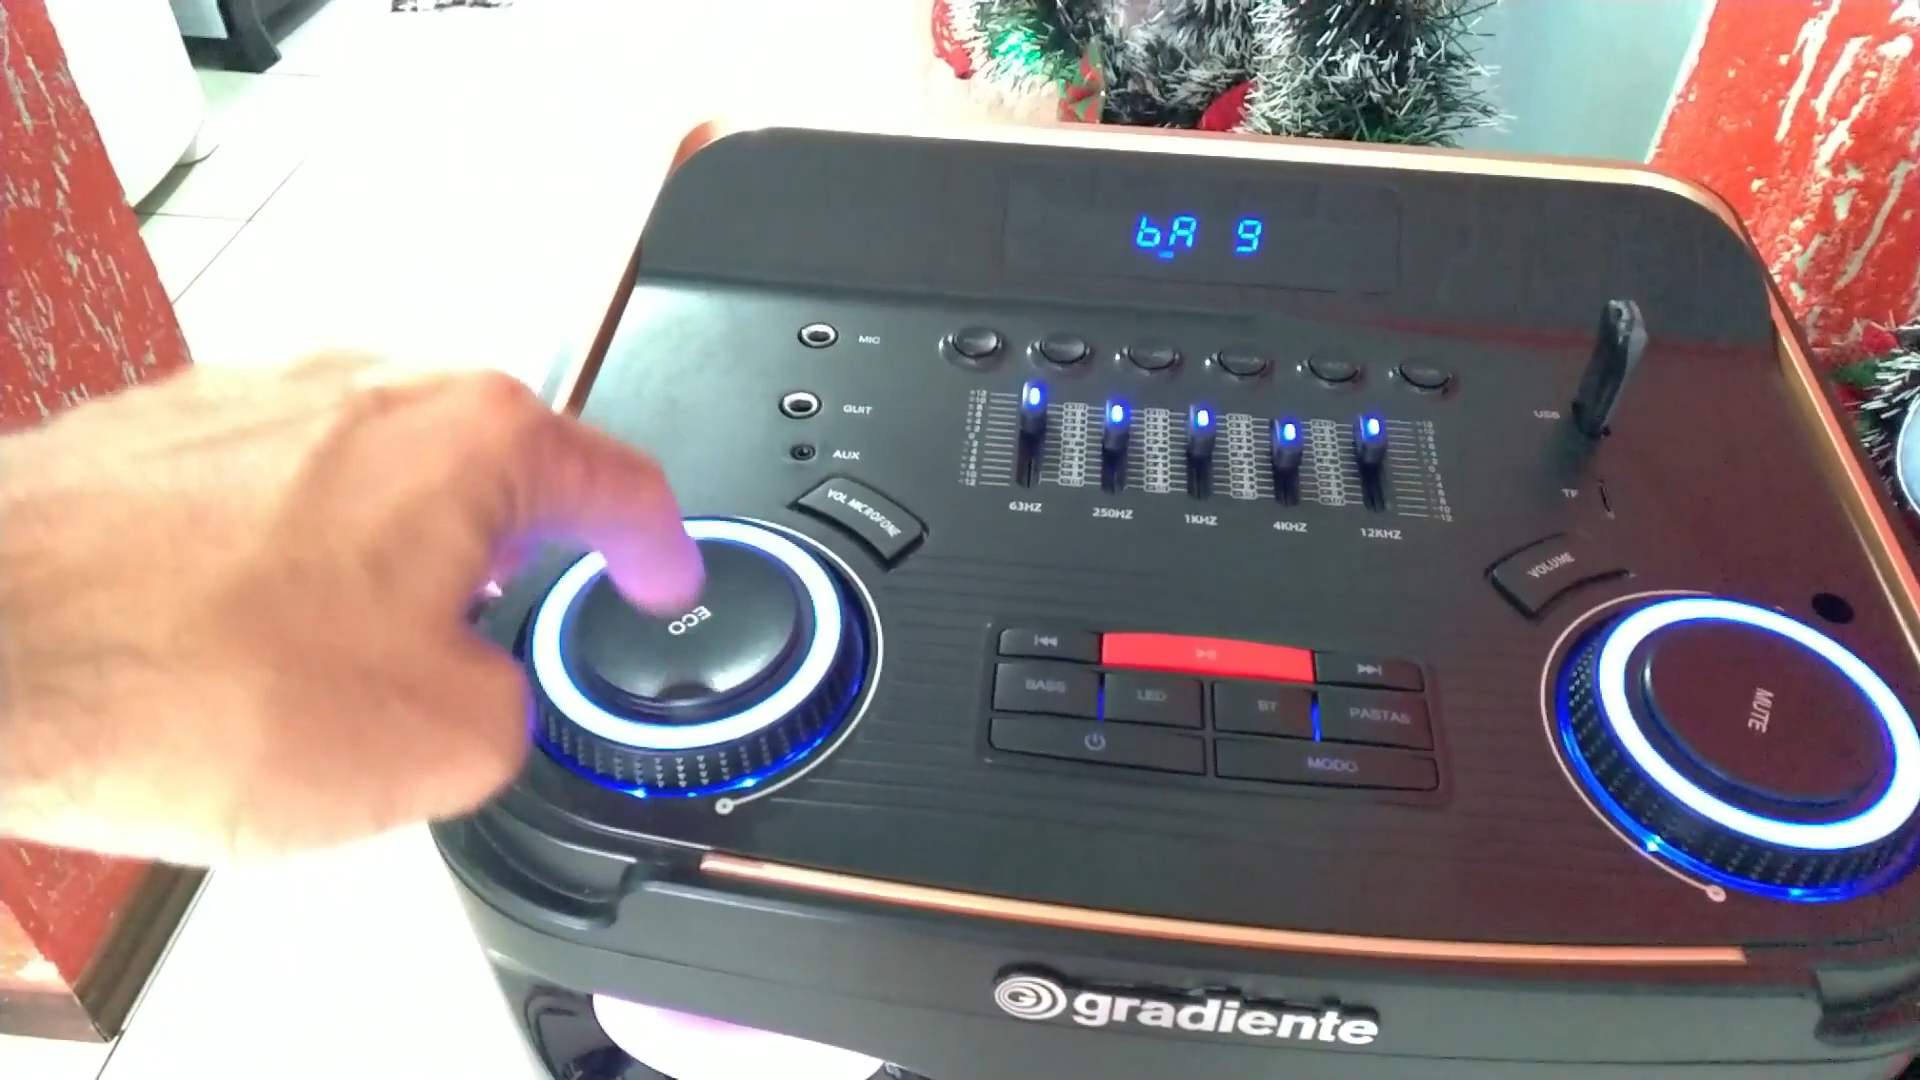 bA 9
MIC
GUIT
AUX
USB
TF
63HZ 250HZ 1KHZ 4KHZ 12KHZ
VOL MICROFONE
VOLUME
ECO
MUTE
BASS LED BT PASTAS
MODO
gradiente